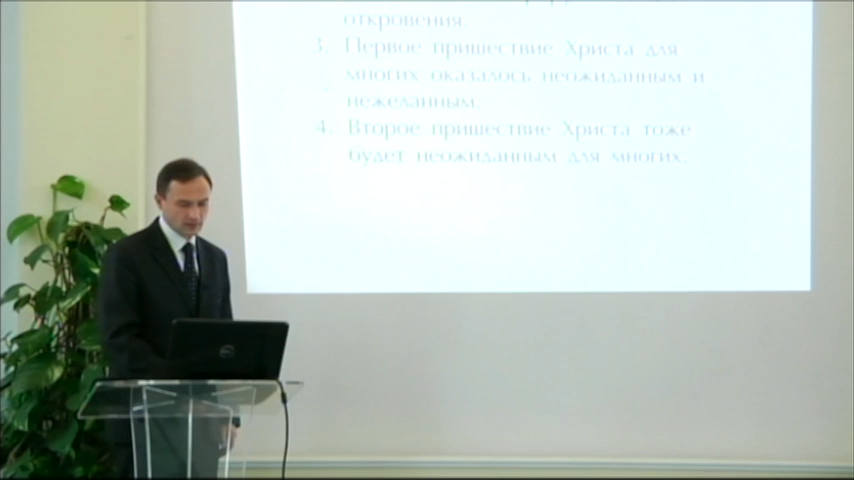 откровения.
3. Первое пришествие Христа для
многих оказалось неожиданным и
нежеланным.
4. Второе пришествие Христа тоже
будет неожиданным для многих.